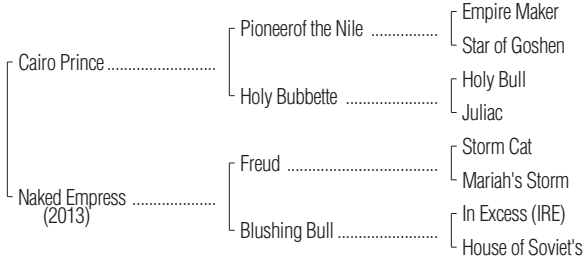 Empire Maker
Pioneerof the Nile ..................
Star of Goshen
Cairo Prince .........................
Holy Bull
Holy Bubbette .........................
Juliac
Storm Cat
Freud .........................................
Mariah's Storm
Naked Empress ...................
(2013)
In Excess (IRE)
Blushing Bull ...........................
House of Soviet's